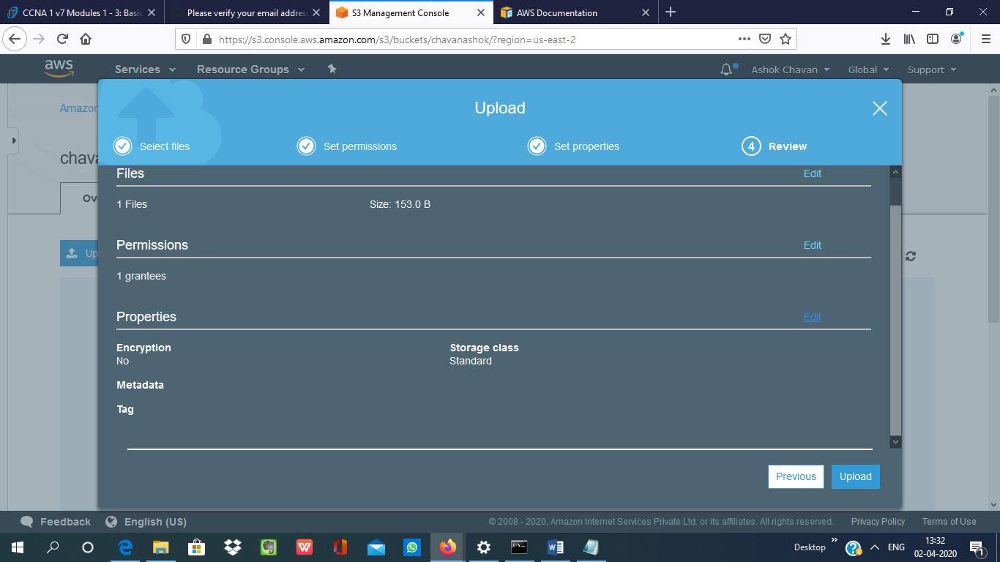 CCNA 1 v7 Modules 1 - 3: Basic
Please verify your email address
S3 Management Console
AWS Documentation
https://s3.console.aws.amazon.com/s3/buckets/chavanashok/?region=us-east-2
aws
Services
Resource Groups
Ashok Chavan
Global
Support
Amazon
Upload
Select files
Set permissions
Set properties
4 Review
chava
Files
Edit
Ov
1 Files
Size: 153.0 B
Permissions
Edit
Up
1 grantees
Properties
Edit
Encryption
Storage class
No
Standard
Metadata
Tag
Previous
Upload
Feedback
English (US)
© 2008 - 2020, Amazon Internet Services Private Ltd. or its affiliates. All rights reserved.
Privacy Policy
Terms of Use
Desktop
ENG
13:32
02-04-2020
1